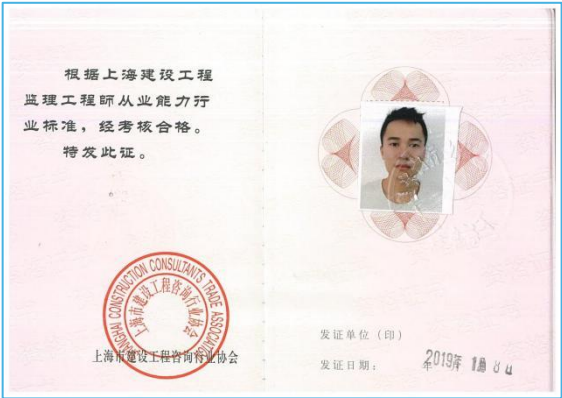 根据上海建设工程
监理工程师从业能力行
业标准，经考核合格。
特发此证。
SHANGHAI CONSTRUCTION CONSULTANTS TRADE ASSOCIATION
上海市建设工程咨询行业协会
上海市建设工程咨询行业协会
发证单位（印）
发证日期：
2019年